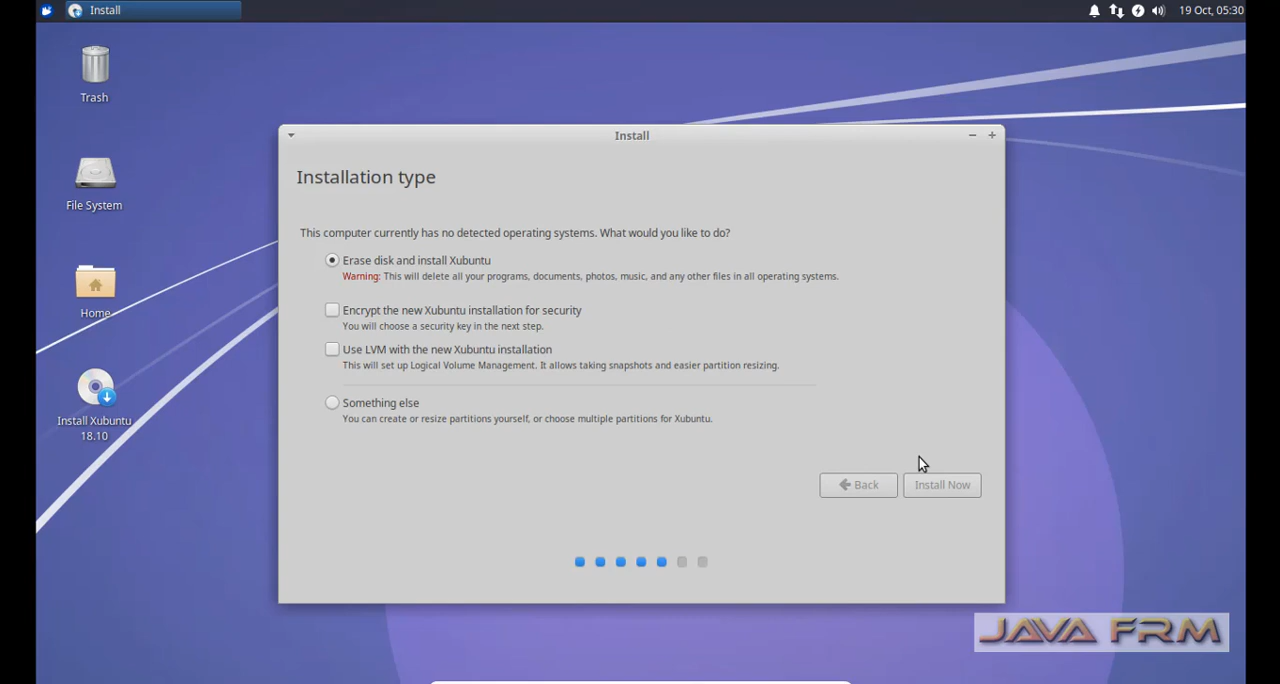 Install
19 Oct, 05:30
Trash
File System
Home
Install Xubuntu
18.10
Install
Installation type
This computer currently has no detected operating systems. What would you like to do?
Erase disk and install Xubuntu
Warning: This will delete all your programs, documents, photos, music, and any other files in all operating systems.
Encrypt the new Xubuntu installation for security
You will choose a security key in the next step.
Use LVM with the new Xubuntu installation
This will set up Logical Volume Management. It allows taking snapshots and easier partition resizing.
Something else
You can create or resize partitions yourself, or choose multiple partitions for Xubuntu.
Back
Install Now
JAVA FRM